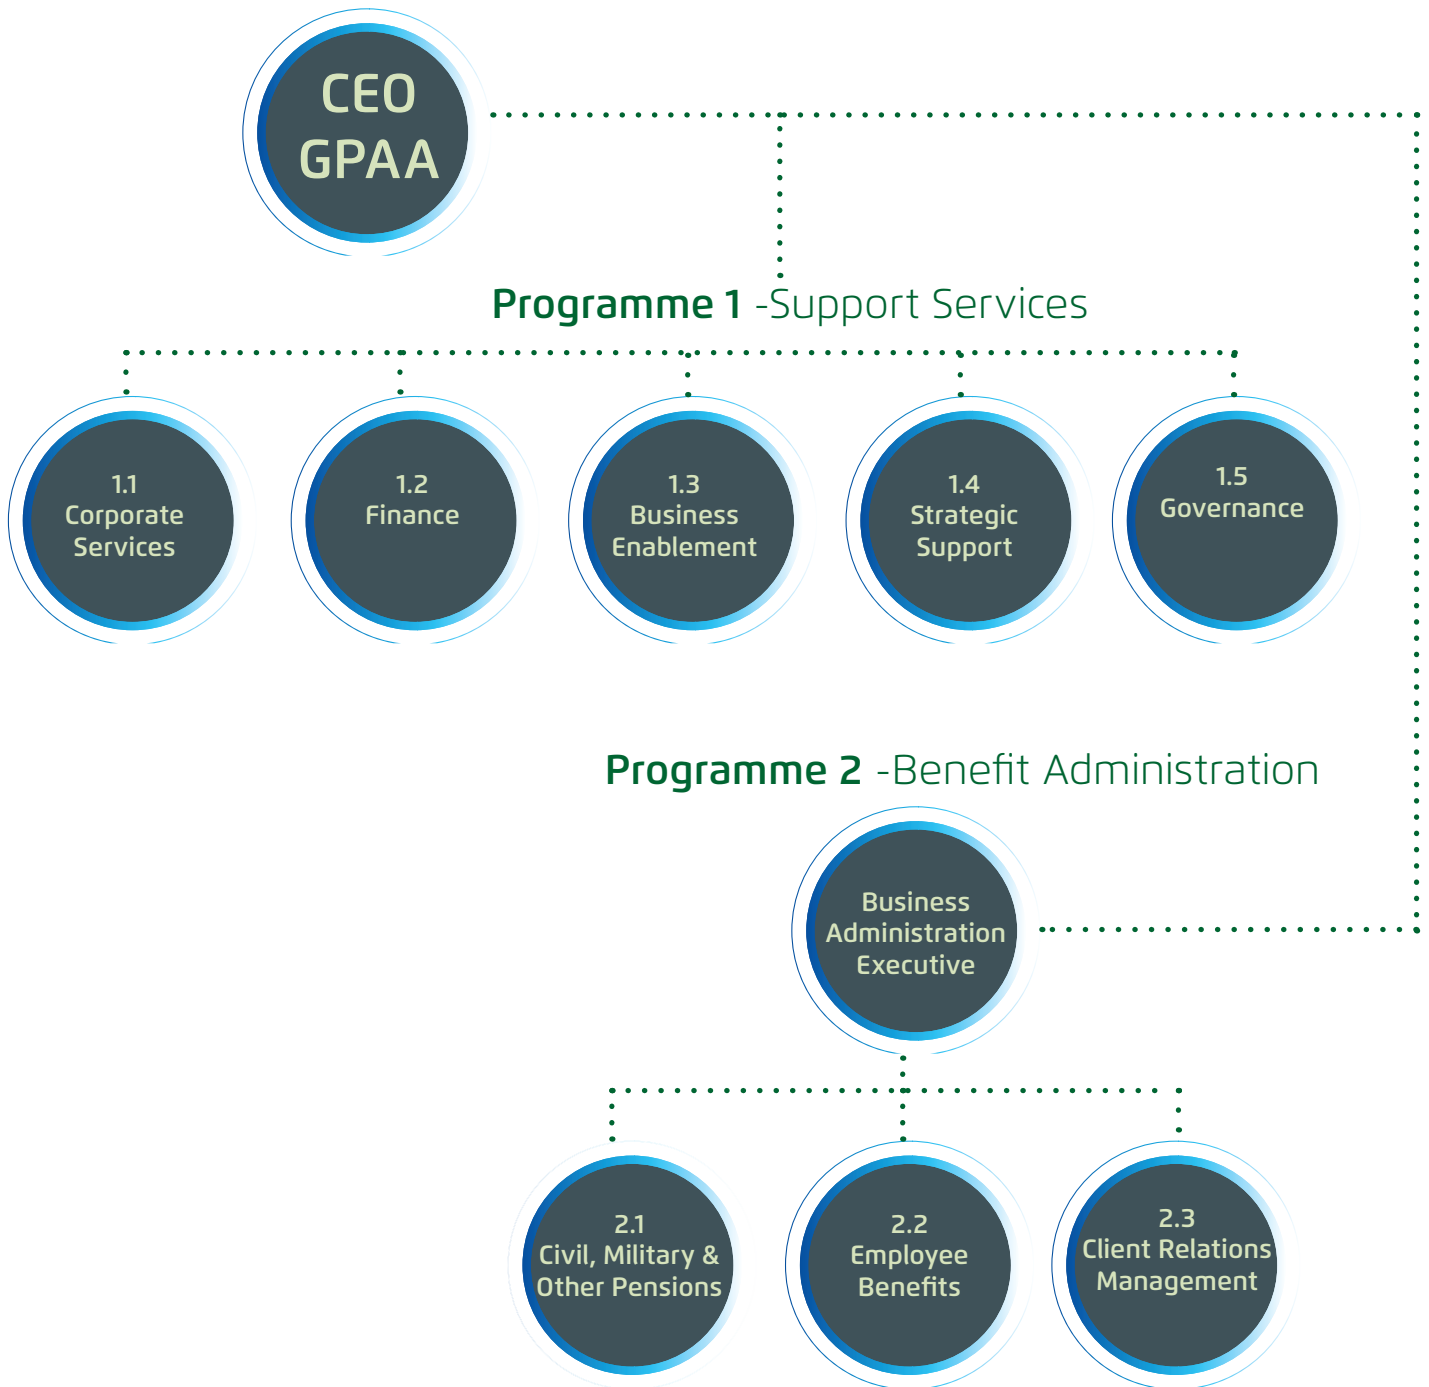 CEO
GPAA
Programme 1 -Support Services
1.1
Corporate
Services
1.2
Finance
1.3
Business
Enablement
1.4
Strategic
Support
1.5
Governance
Programme 2 -Benefit Administration
Business
Administration
Executive
2.1
Civil, Military &
Other Pensions
2.2
Employee
Benefits
2.3
Client Relations
Management